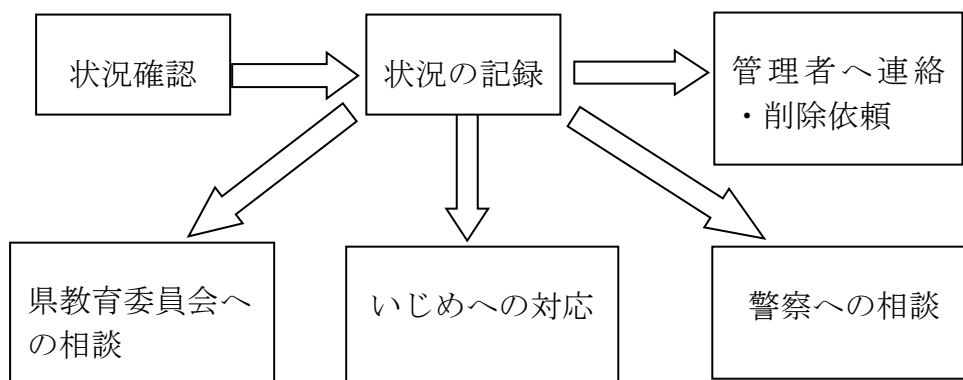 状況確認
状況の記録
管理者へ連絡
・削除依頼
県教育委員会へ
の相談
いじめへの対応
警察への相談